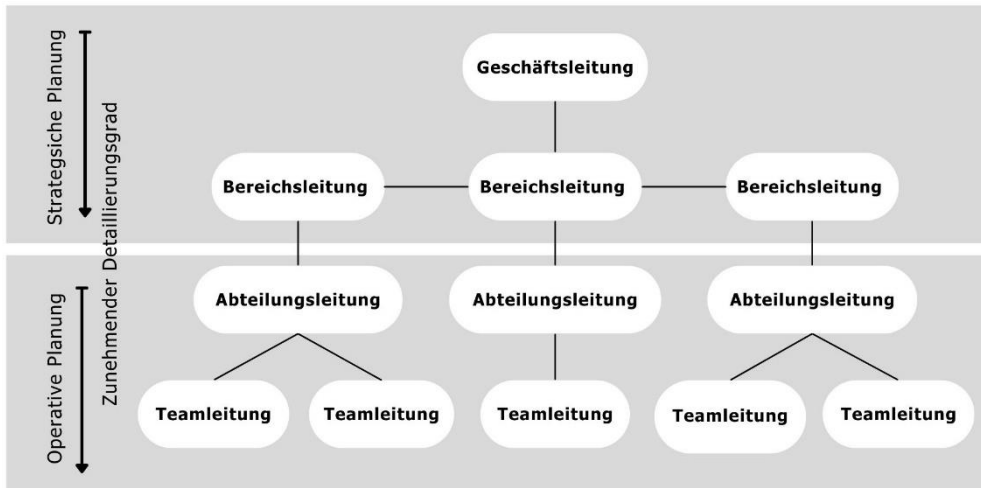 Strategsiche Planung
Zunehmender Detaillierungsgrad
Operative Planung
Geschäftsleitung
Bereichsleitung
Bereichsleitung
Bereichsleitung
Abteilungsleitung
Abteilungsleitung
Abteilungsleitung
Teamleitung
Teamleitung
Teamleitung
Teamleitung
Teamleitung